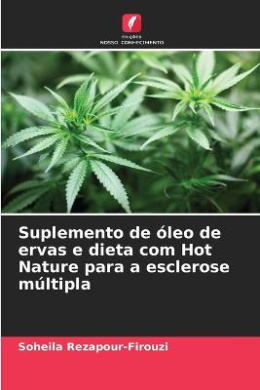 edições
NOSSO CONHECIMENTO
Suplemento de óleo de
ervas e dieta com Hot
Nature para a esclerose
múltipla
Soheila Rezapour-Firouzi